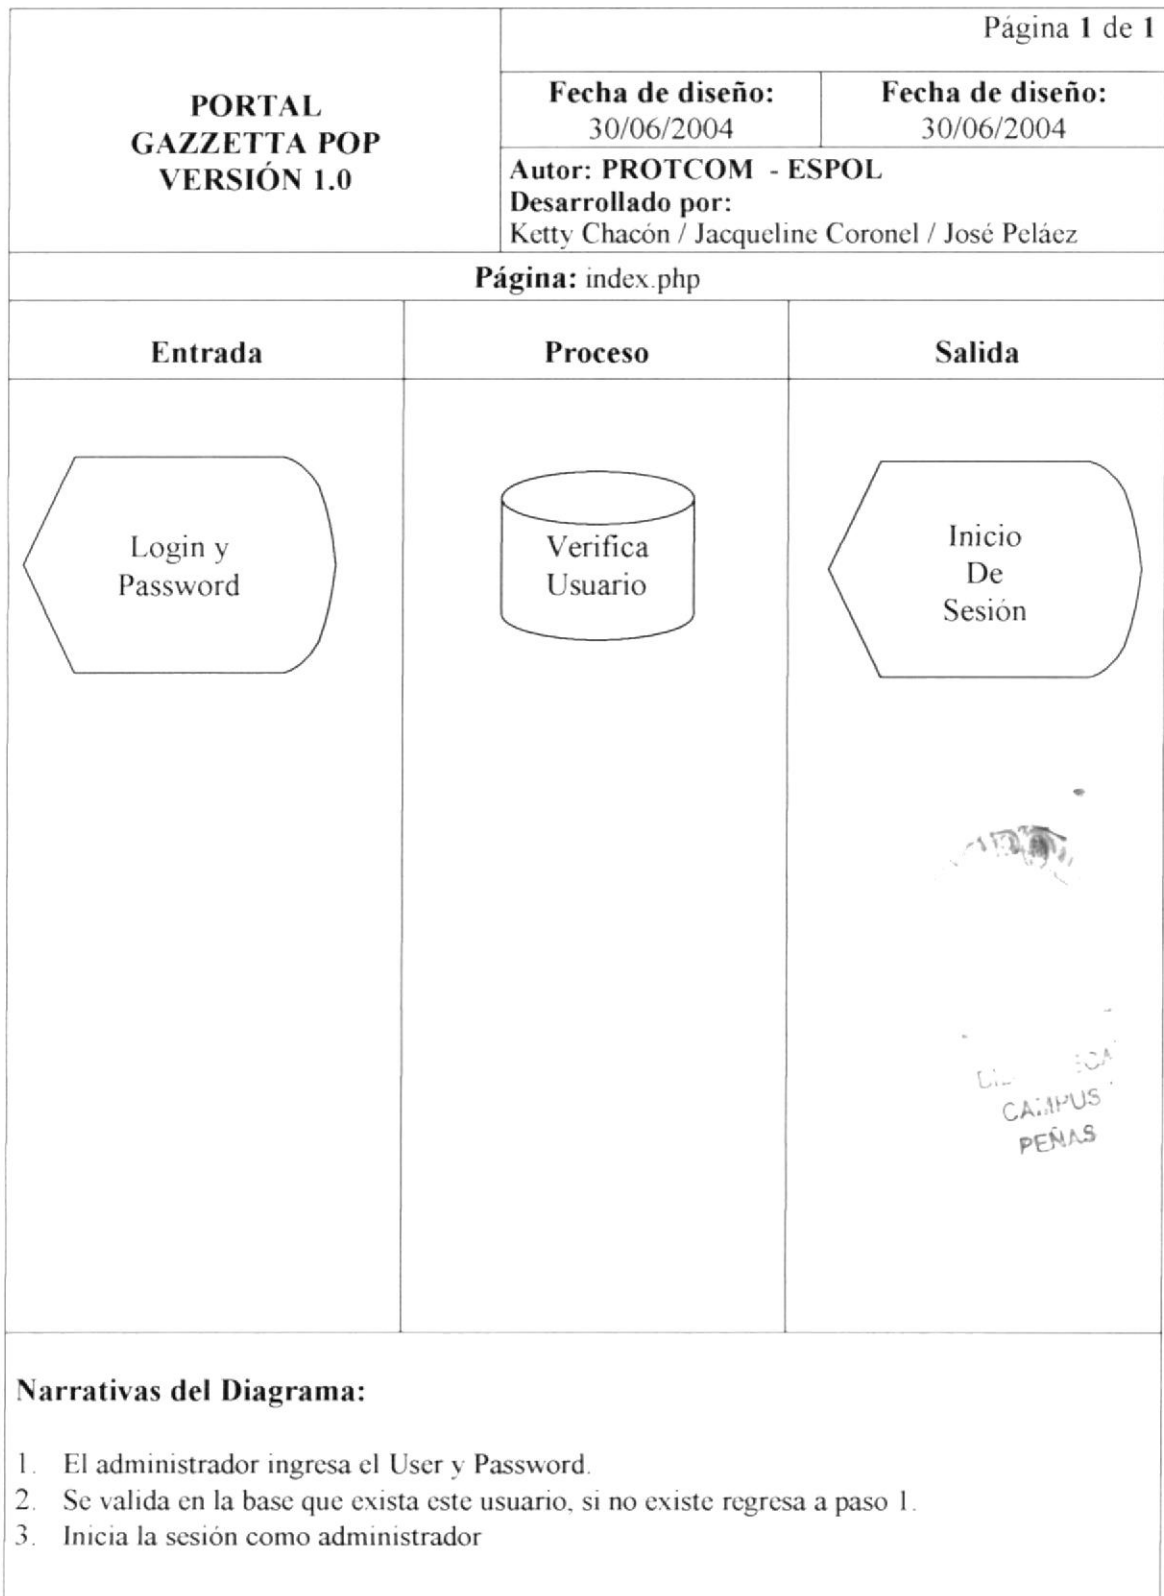 Página 1 de 1
PORTAL
GAZZETTA POP
VERSIÓN 1.0
Fecha de diseño:
30/06/2004
Fecha de diseño:
30/06/2004
Autor: PROTCOM - ESPOL
Desarrollado por:
Ketty Chacón / Jacqueline Coronel / José Peláez
Página: index.php
Entrada
Proceso
Salida
Login y
Password
Verifica
Usuario
Inicio
De
Sesión
CAMPUS
PEÑAS
Narrativas del Diagrama:
1. El administrador ingresa el User y Password.
2. Se valida en la base que exista este usuario, si no existe regresa a paso 1.
3. Inicia la sesión como administrador